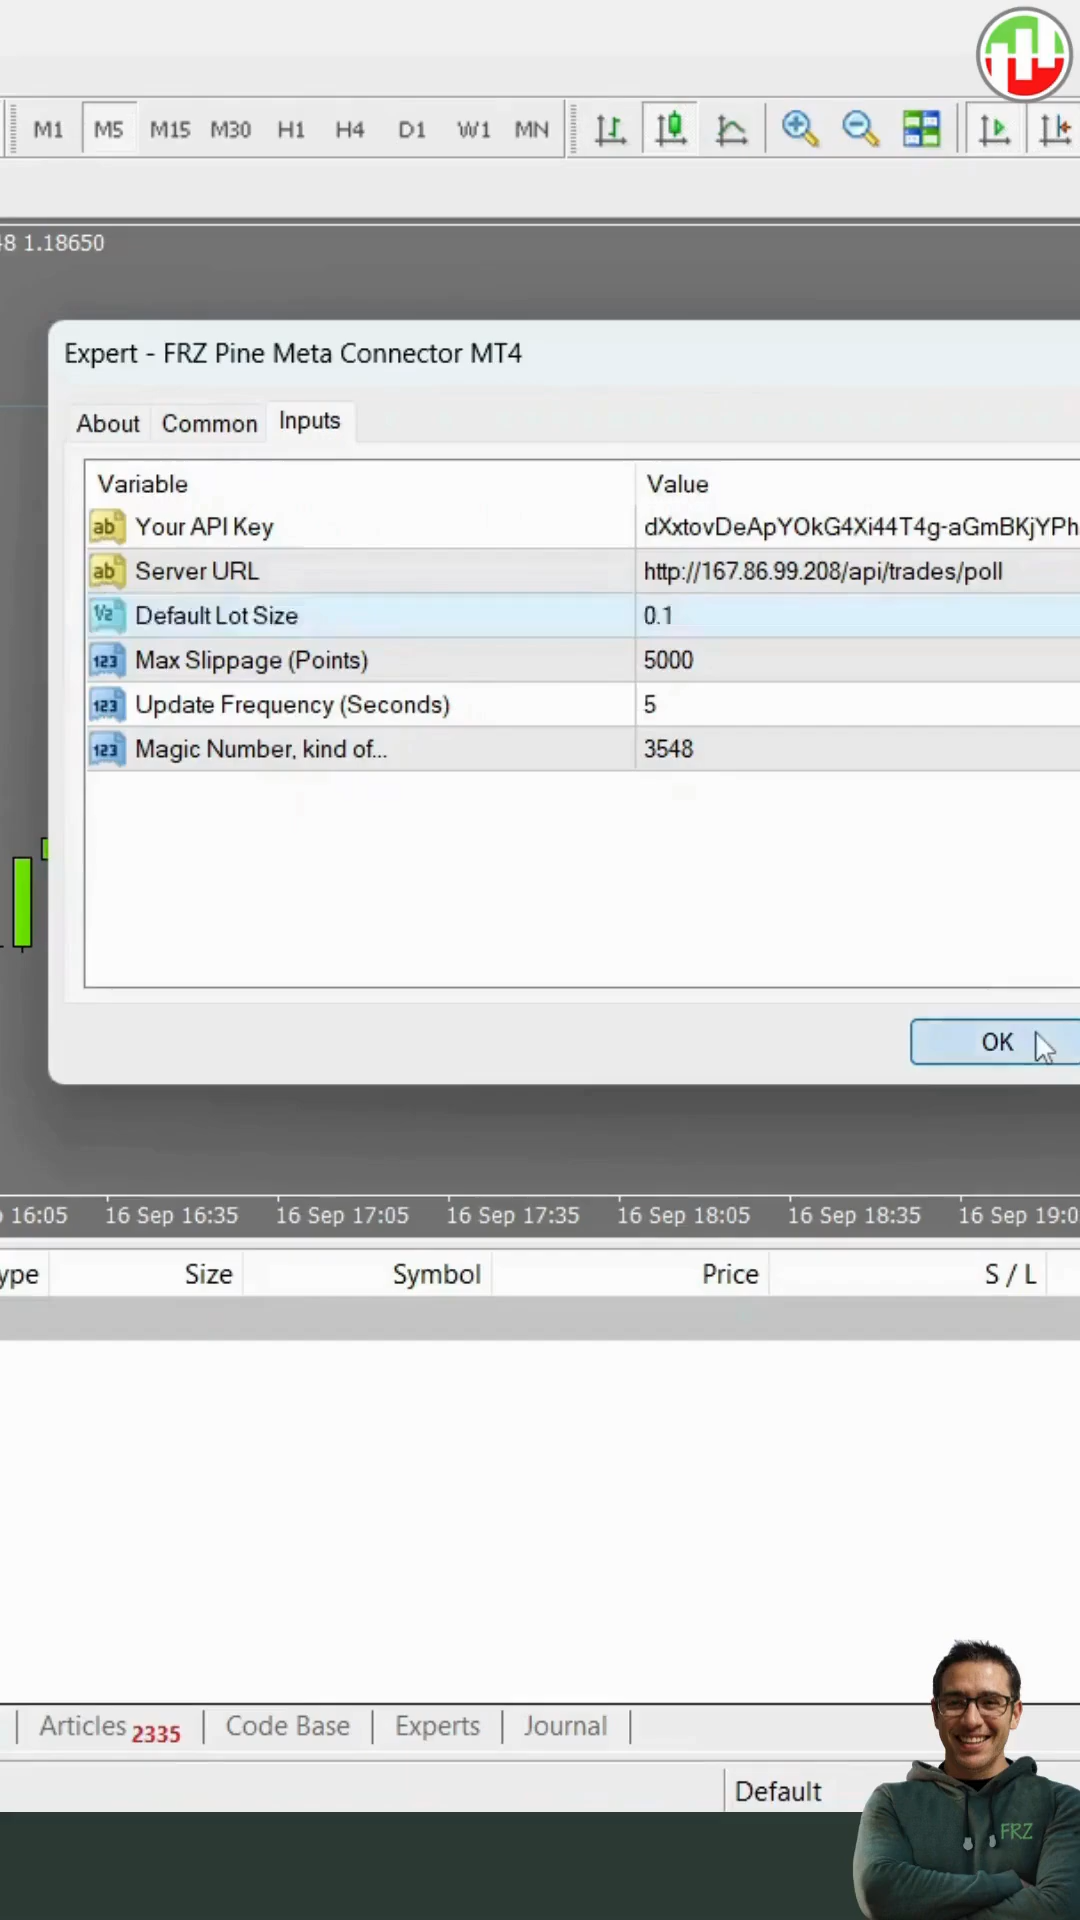 M1 M5 M15 M30 H1 H4 D1 W1 MN
48 1.18650
Expert - FRZ Pine Meta Connector MT4
About Common Inputs
Variable Value
Your API Key dXxtovDeApYOkG4Xi44T4g-aGmBKjYPh
Server URL http://167.86.99.208/api/trades/poll
Default Lot Size 0.1
Max Slippage (Points) 5000
Update Frequency (Seconds) 5
Magic Number, kind of... 3548
OK
16:05 16 Sep 16:35 16 Sep 17:05 16 Sep 17:35 16 Sep 18:05 16 Sep 18:35 16 Sep 19:0
ype Size Symbol Price S / L
Articles 2335 Code Base Experts Journal
Default
FRZ